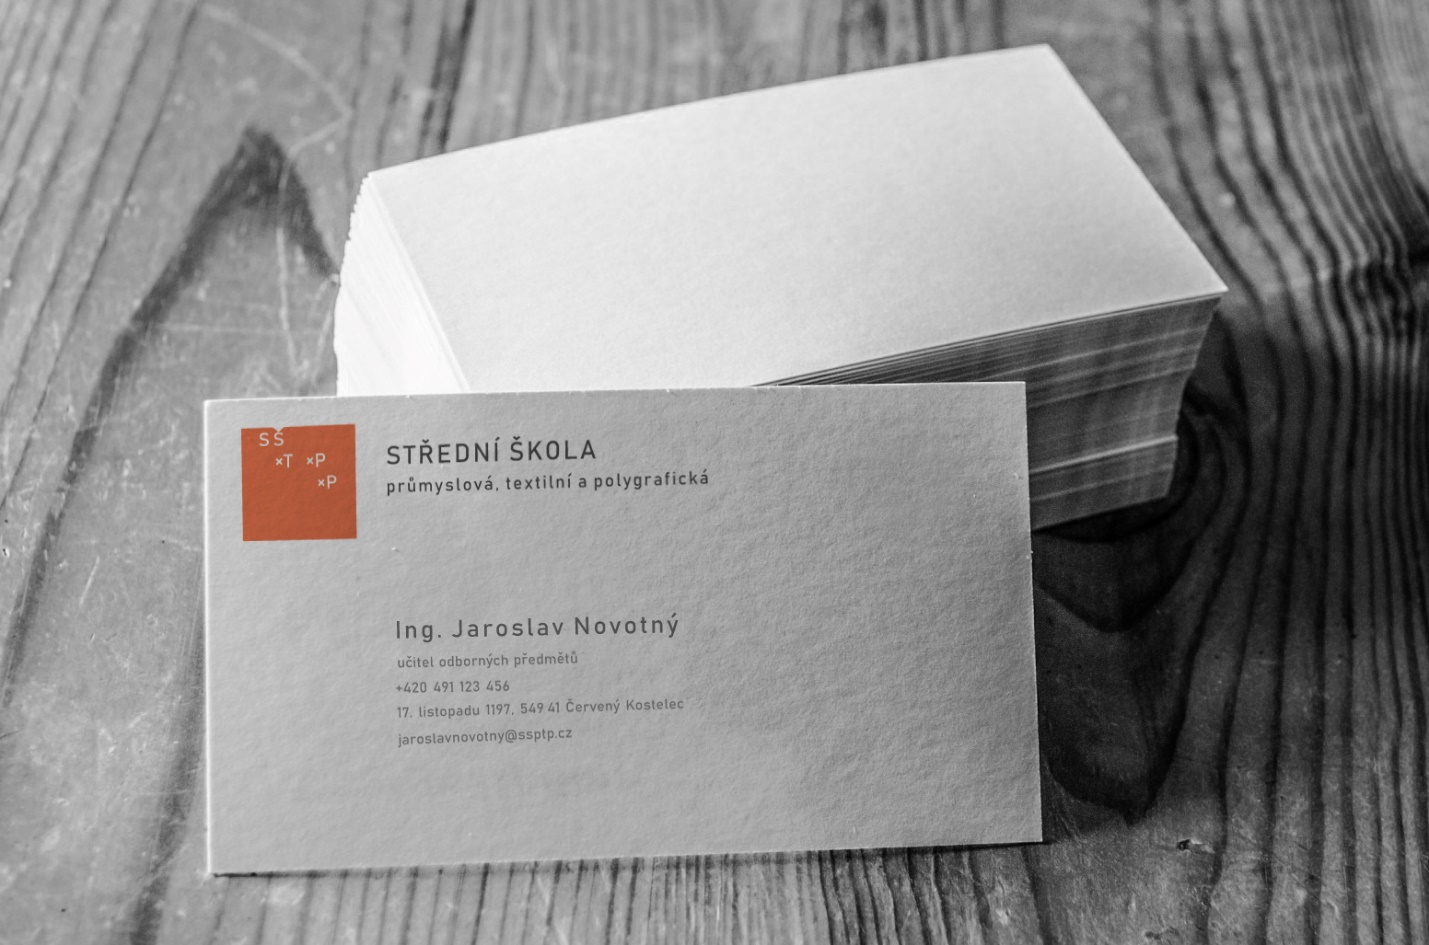 SŠ
×T ×P
×P
STŘEDNÍ ŠKOLA
průmyslová, textilní a polygrafická
Ing. Jaroslav Novotný
učitel odborných předmětů
+420 491 123 456
17. listopadu 1197, 549 41 Červený Kostelec
jaroslavnovotny@ssptp.cz